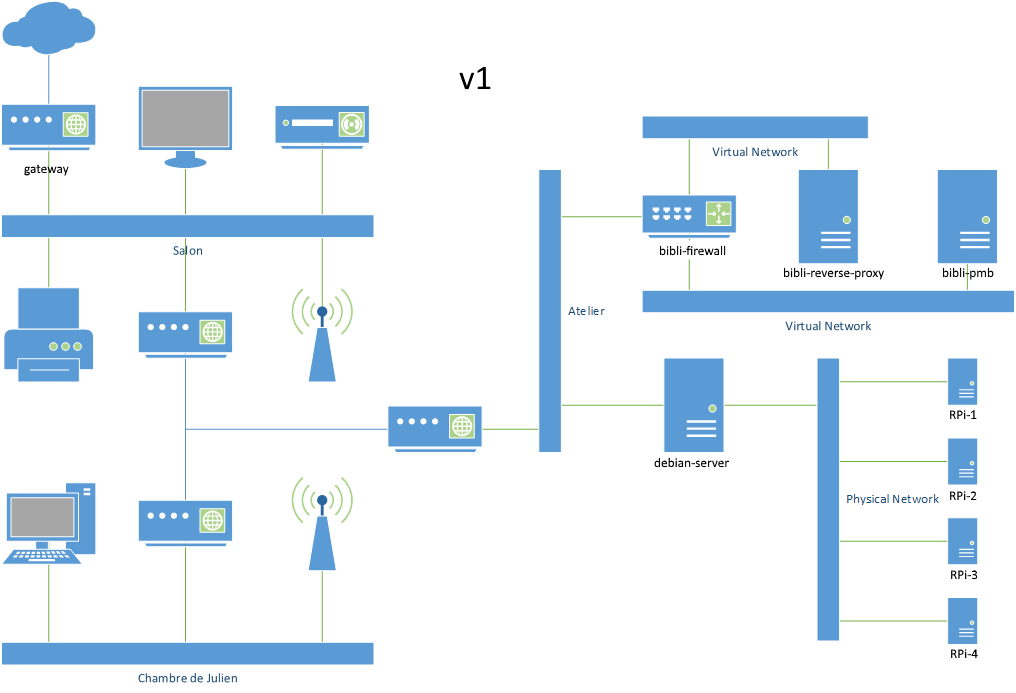 v1
gateway
Virtual Network
Salon
bibli-firewall
bibli-reverse-proxy
bibli-pmb
Atelier
Virtual Network
RPi-1
debian-server
Physical Network
RPi-2
RPi-3
RPi-4
Chambre de Julien